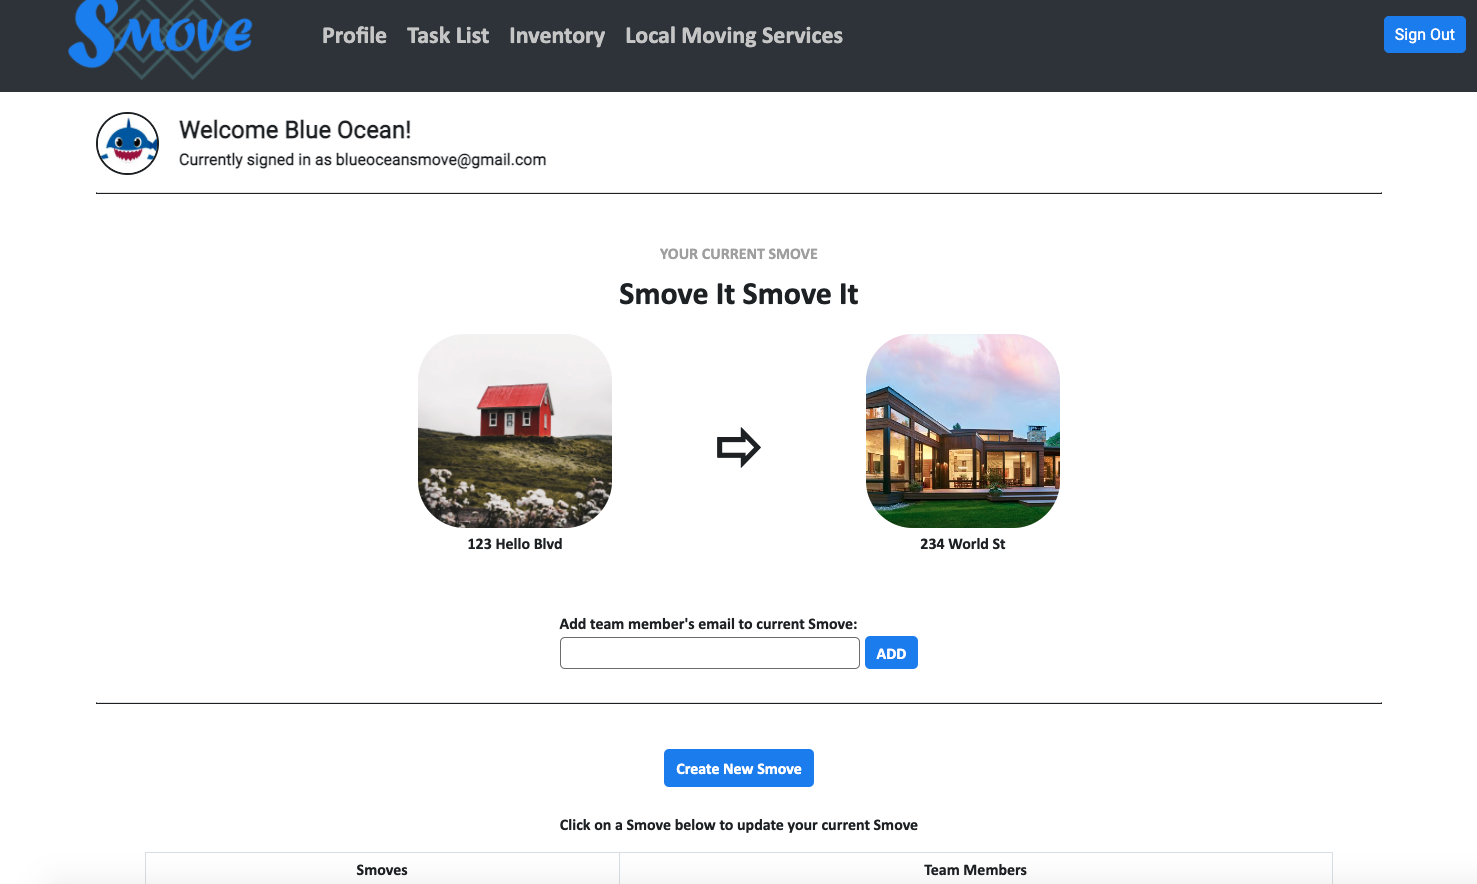 Smove
Profile Task List Inventory Local Moving Services Sign Out
Welcome Blue Ocean!
Currently signed in as blueoceansmove@gmail.com
YOUR CURRENT SMOVE
Smove It Smove It
123 Hello Blvd 234 World St
Add team member's email to current Smove:
ADD
Create New Smove
Click on a Smove below to update your current Smove
Smoves Team Members